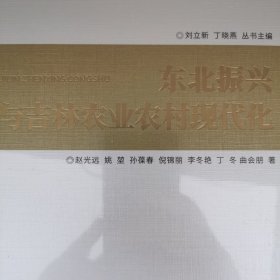 ◎刘立新 丁晓燕 丛书主编
东北振兴
与吉林农业农村现代化
◎赵光远 姚堃 孙葆春 倪锦丽 李冬艳 丁冬 曲会朋 著